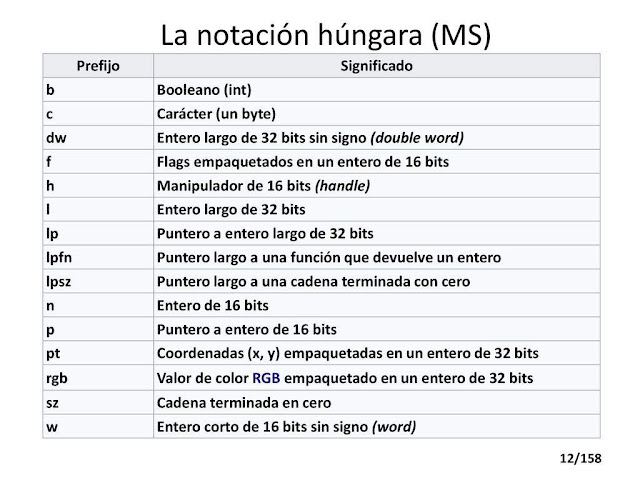 La notación húngara (MS)
Prefijo Significado
b Booleano (int)
c Carácter (un byte)
dw Entero largo de 32 bits sin signo (double word)
f Flags empaquetados en un entero de 16 bits
h Manipulador de 16 bits (handle)
l Entero largo de 32 bits
lp Puntero a entero largo de 32 bits
lpfn Puntero largo a una función que devuelve un entero
lpsz Puntero largo a una cadena terminada con cero
n Entero de 16 bits
p Puntero a entero de 16 bits
pt Coordenadas (x, y) empaquetadas en un entero de 32 bits
rgb Valor de color RGB empaquetado en un entero de 32 bits
sz Cadena terminada en cero
w Entero corto de 16 bits sin signo (word)
12/158